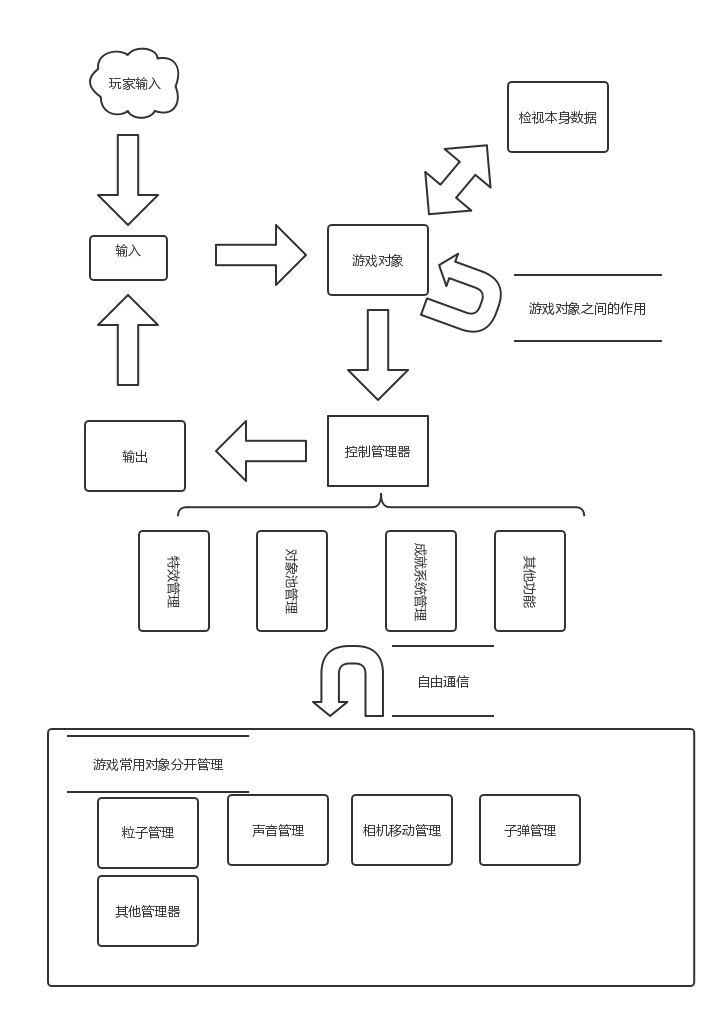 玩家输入
检视本身数据
输入
游戏对象
游戏对象之间的作用
输出
控制管理器
特效管理
对象池管理
成就系统管理
其他功能
自由通信
游戏常用对象分开管理
粒子管理
声音管理
相机移动管理
子弹管理
其他管理器